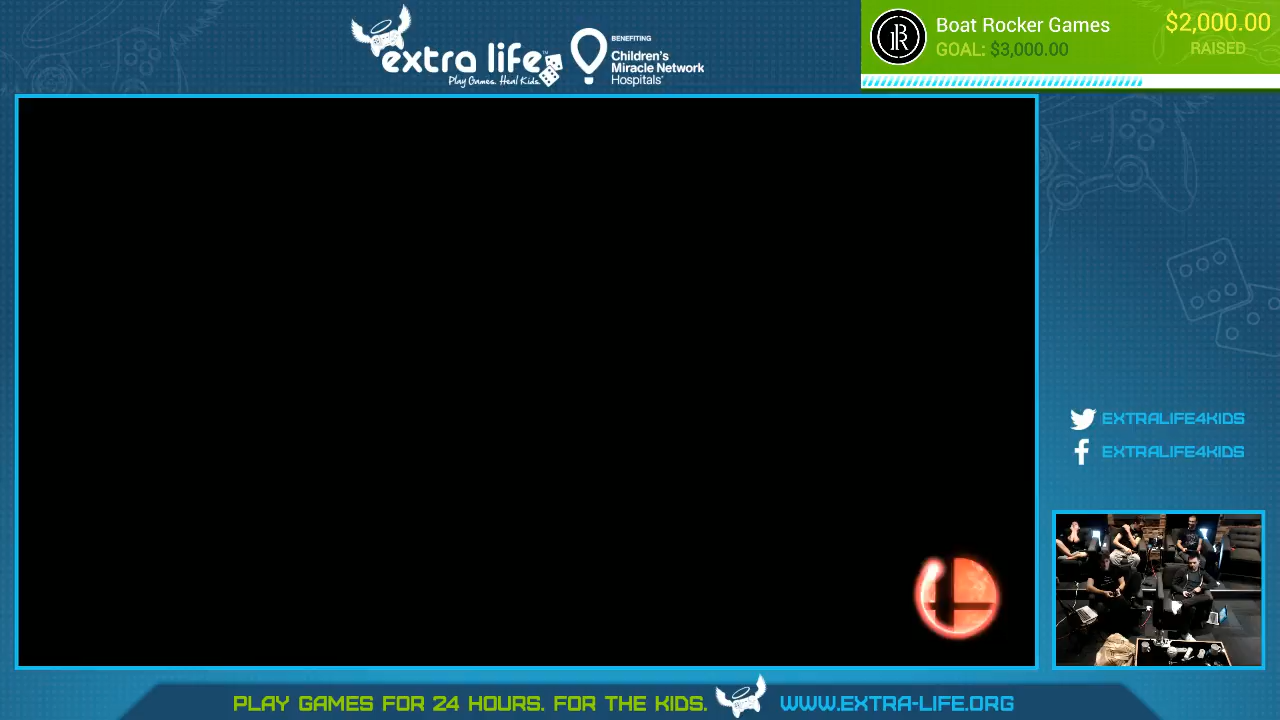 extra life™
Play Games. Heal Kids.
BENEFITING
Children's
Miracle Network
Hospitals
Boat Rocker Games
GOAL: $3,000.00
$2,000.00
RAISED
EXTRALIFE4KIDS
EXTRALIFE4KIDS
PLAY GAMES FOR 24 HOURS. FOR THE KIDS.
WWW.EXTRA-LIFE.ORG